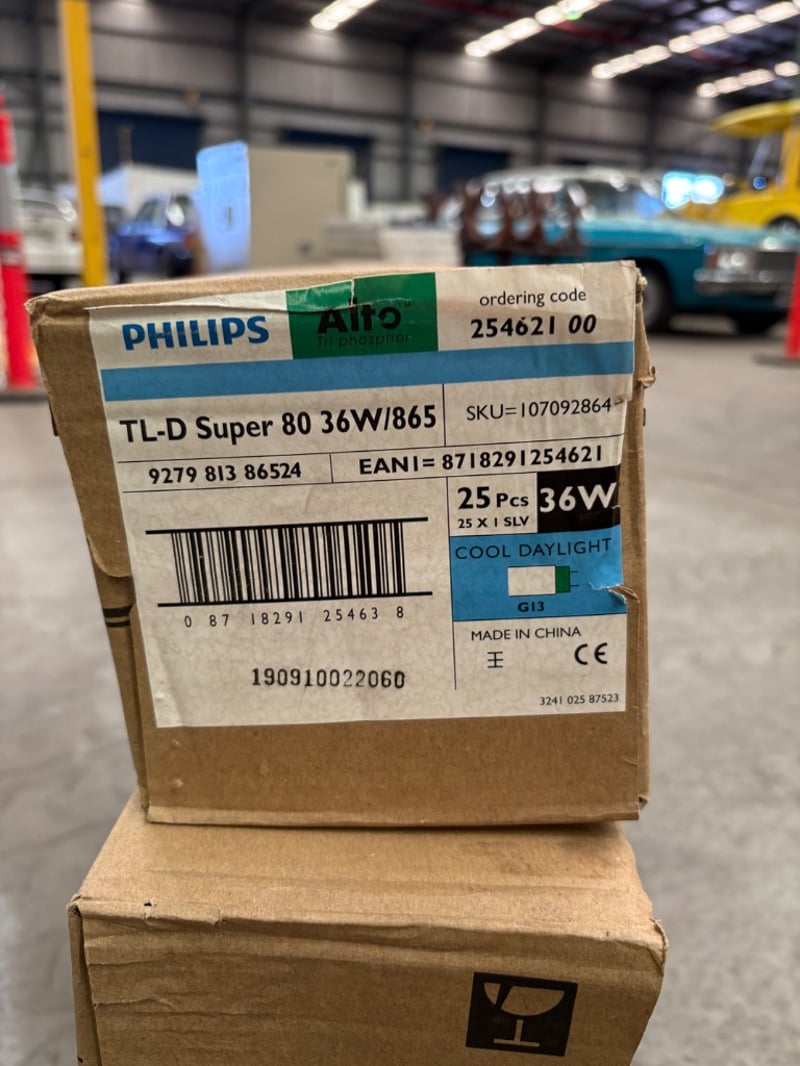 PHILIPS
Alto™
Tri phosphor
ordering code
254621 00
TL-D Super 80 36W/865
SKU=107092864
9279 813 86524
EAN1= 8718291254621
25 Pcs
25 X 1 SLV
36W
COOL DAYLIGHT
G13
0 87 18291 25463 8
MADE IN CHINA
CE
190910022060
3241 025 87523